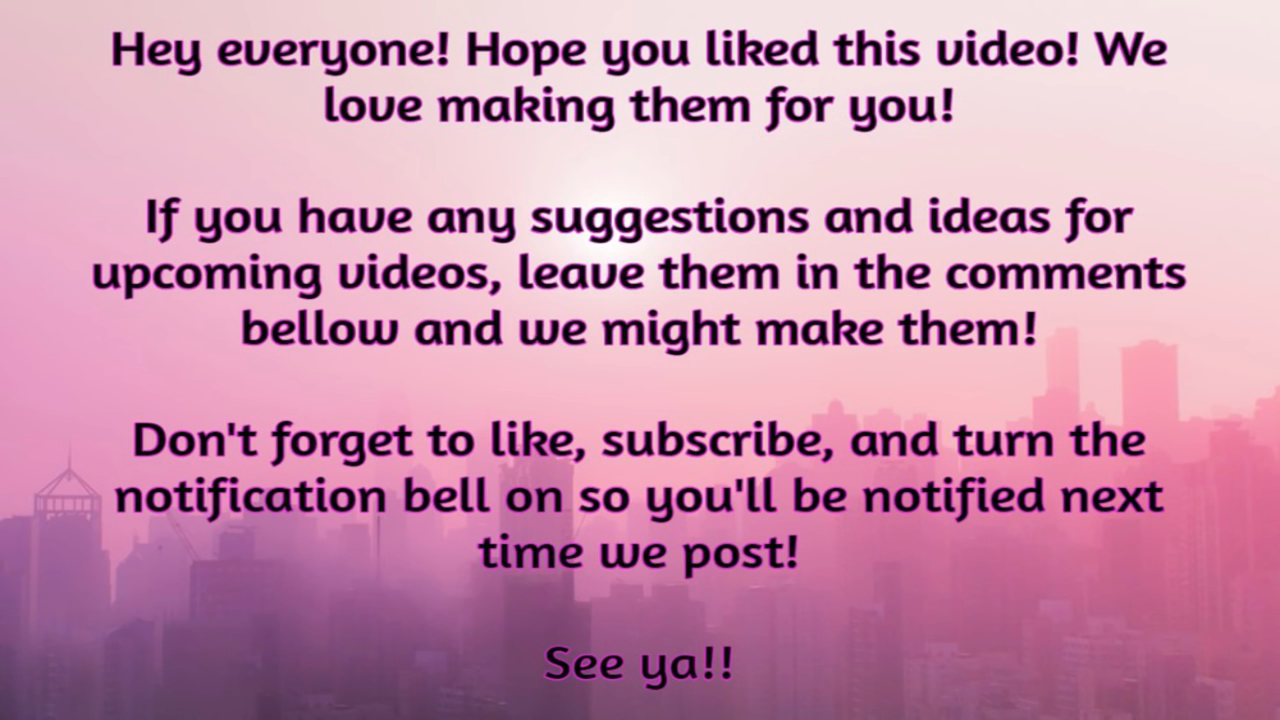 Hey everyone! Hope you liked this video! We
love making them for you!
If you have any suggestions and ideas for
upcoming videos, leave them in the comments
bellow and we might make them!
Don't forget to like, subscribe, and turn the
notification bell on so you'll be notified next
time we post!
See ya!!